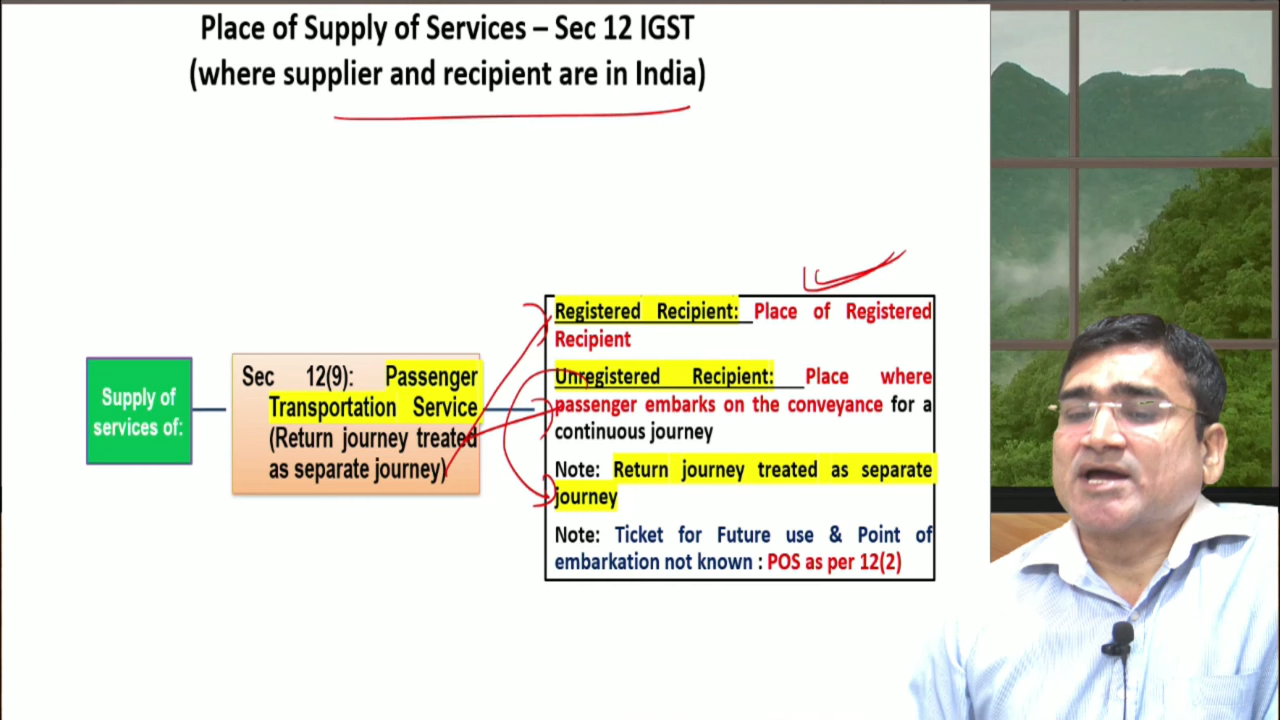 Place of Supply of Services – Sec 12 IGST
(where supplier and recipient are in India)
Supply of
services of:
Sec 12(9): Passenger
Transportation Service
(Return journey treated
as separate journey)
Registered Recipient: Place of Registered
Recipient
Unregistered Recipient: Place where
passenger embarks on the conveyance for a
continuous journey
Note: Return journey treated as separate
journey
Note: Ticket for Future use & Point of
embarkation not known : POS as per 12(2)